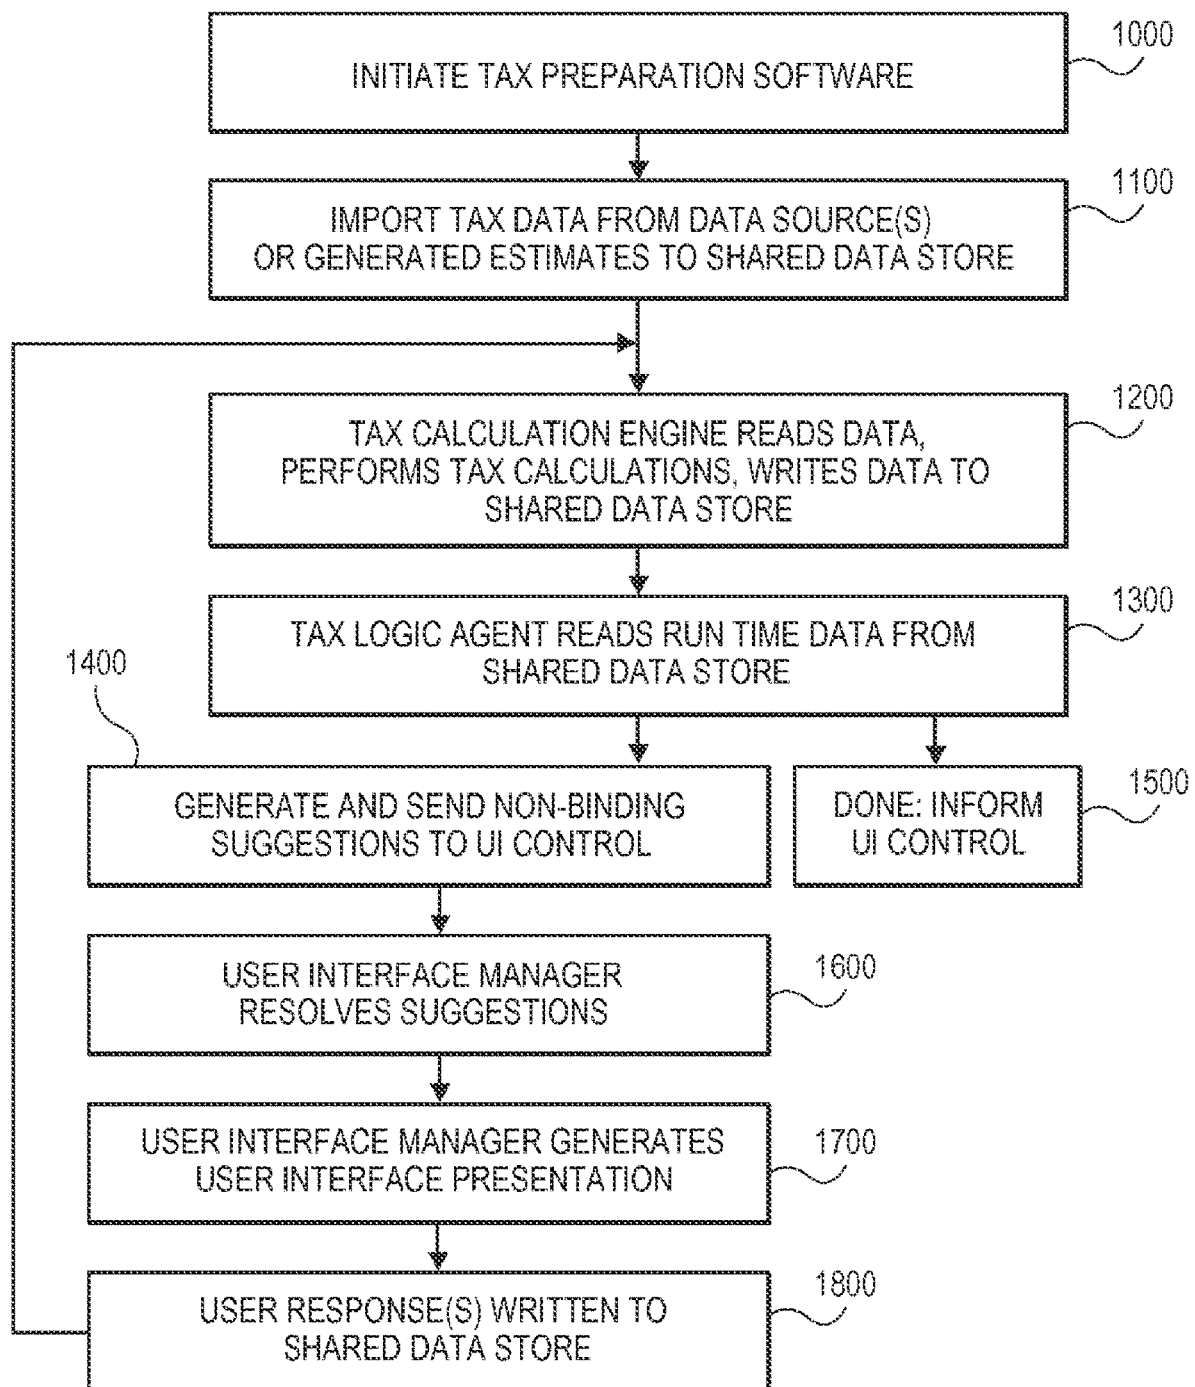 INITIATE TAX PREPARATION SOFTWARE
1000
IMPORT TAX DATA FROM DATA SOURCE(S)
OR GENERATED ESTIMATES TO SHARED DATA STORE
1100
TAX CALCULATION ENGINE READS DATA,
PERFORMS TAX CALCULATIONS, WRITES DATA TO
SHARED DATA STORE
1200
TAX LOGIC AGENT READS RUN TIME DATA FROM
SHARED DATA STORE
1300
1400
GENERATE AND SEND NON-BINDING
SUGGESTIONS TO UI CONTROL
DONE: INFORM
UI CONTROL
1500
USER INTERFACE MANAGER
RESOLVES SUGGESTIONS
1600
USER INTERFACE MANAGER GENERATES
USER INTERFACE PRESENTATION
1700
USER RESPONSE(S) WRITTEN TO
SHARED DATA STORE
1800